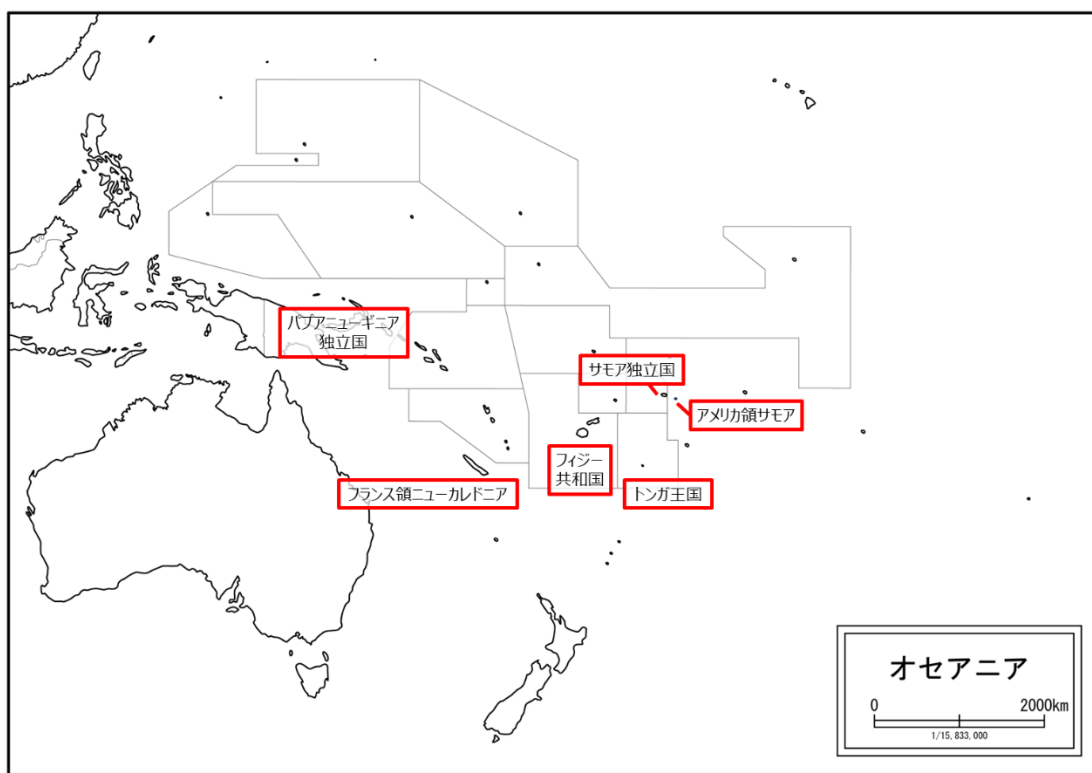 パプアニューギニア
独立国
サモア独立国
アメリカ領サモア
フィジー
共和国
フランス領ニューカレドニア
トンガ王国
オセアニア
0 2000km
1/15,833,000